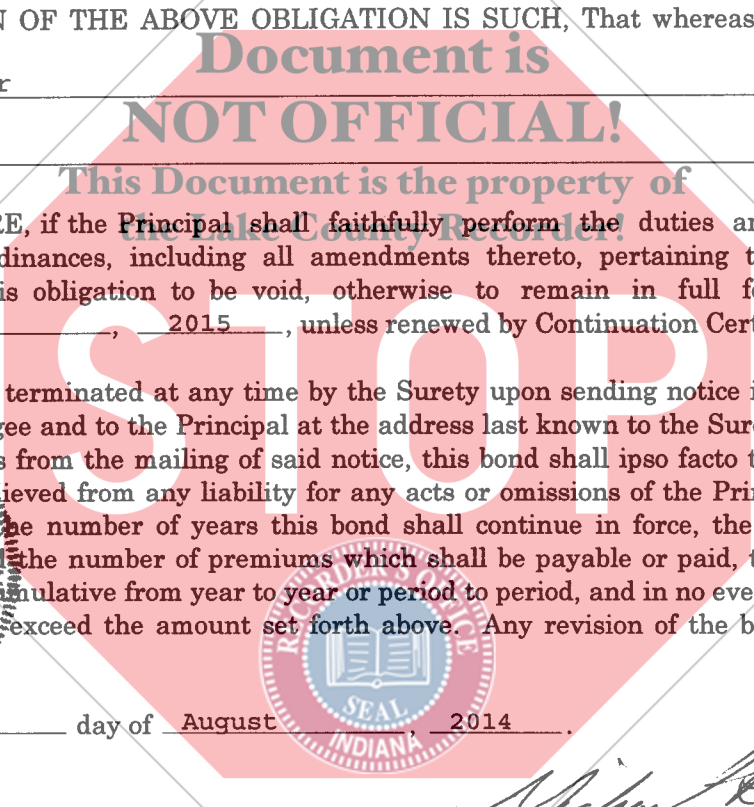 N OF THE ABOVE OBLIGATION IS SUCH, That whereas
Document is
r
NOT OFFICIAL!
This Document is the property of
the Lake County Recorder!
RE, if the Principal shall faithfully perform the duties an
dinances, including all amendments thereto, pertaining t
is obligation to be void, otherwise to remain in full fo
, 2015, unless renewed by Continuation Cert
STOP
terminated at any time by the Surety upon sending notice i
gee and to the Principal at the address last known to the Sure
s from the mailing of said notice, this bond shall ipso facto t
ieved from any liability for any acts or omissions of the Prin
he number of years this bond shall continue in force, the
the number of premiums which shall be payable or paid, t
mulative from year to year or period to period, and in no eve
exceed the amount set forth above. Any revision of the b
RECORDER'S OFFICE
SEAL
INDIANA
day of August, 2014.